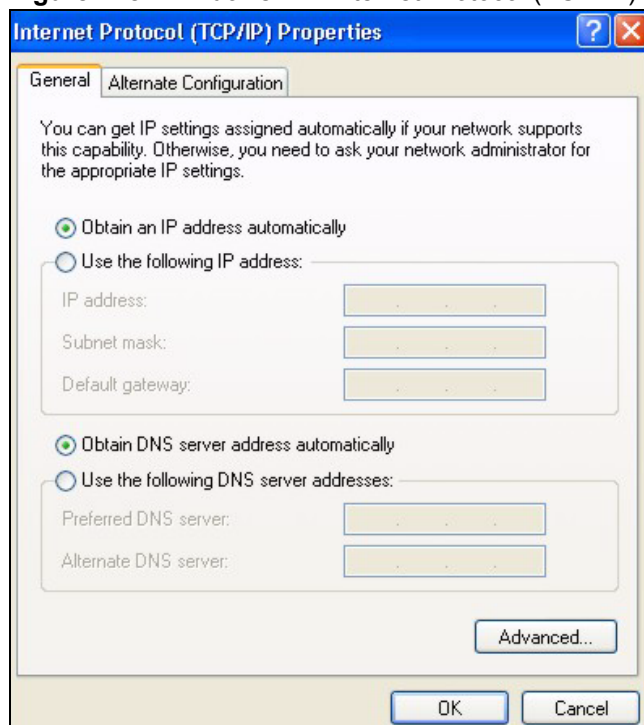 Internet Protocol (TCP/IP) Properties
General
Alternate Configuration
You can get IP settings assigned automatically if your network supports
this capability. Otherwise, you need to ask your network administrator for
the appropriate IP settings.
Obtain an IP address automatically
Use the following IP address:
IP address:
Subnet mask:
Default gateway:
Obtain DNS server address automatically
Use the following DNS server addresses:
Preferred DNS server:
Alternate DNS server:
Advanced...
OK
Cancel